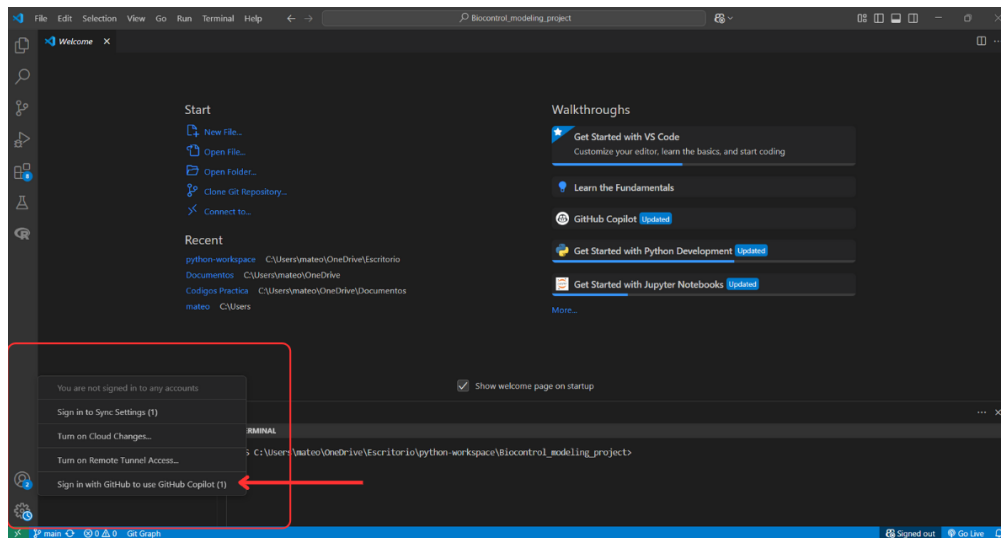 File Edit Selection View Go Run Terminal Help
Biocontrol_modeling_project
Welcome
Start
New File...
Open File...
Open Folder...
Clone Git Repository...
Connect to...
Recent
python-workspace C:\Users\mateo\OneDrive\Escritorio
Documentos C:\Users\mateo\OneDrive
Codigos Practica C:\Users\mateo\OneDrive\Documentos
mateo C:\Users
Walkthroughs
Get Started with VS Code
Customize your editor, learn the basics, and start coding
Learn the Fundamentals
GitHub Copilot Updated
Get Started with Python Development Updated
Get Started with Jupyter Notebooks Updated
More...
Show welcome page on startup
You are not signed in to any accounts
Sign in to Sync Settings (1)
Turn on Cloud Changes...
Turn on Remote Tunnel Access...
Sign in with GitHub to use GitHub Copilot (1)
RMINAL
S C:\Users\mateo\OneDrive\Escritorio\python-workspace\Biocontrol_modeling_project>
main 0 0 0 Git Graph
Signed out Go Live